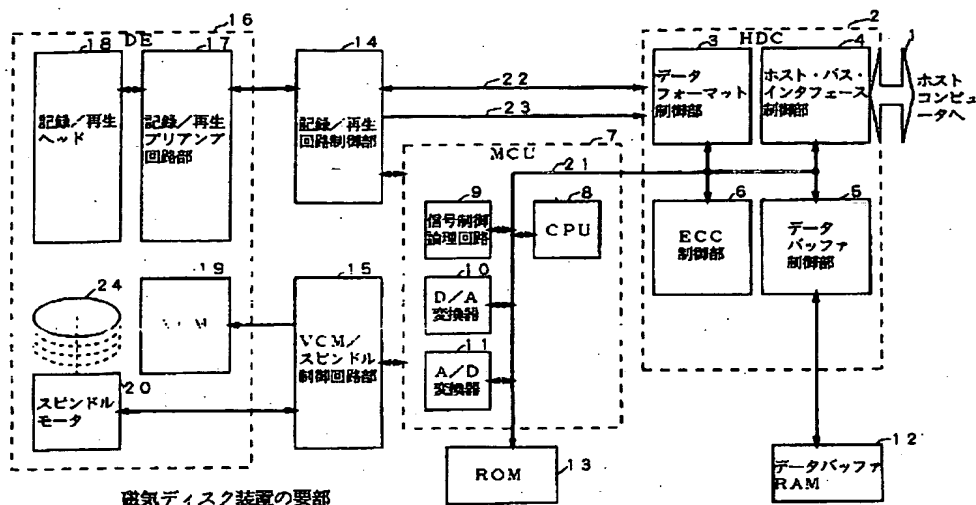 DE
16
18
記録/再生
ヘッド
17
記録/再生
プリアンプ
回路部
14
記録/再生
回路制御部
22
23
HDC
2
3
データ
フォーマット
制御部
4
ホスト・バス・
インタフェース
制御部
1
ホスト
コンピュ
ータへ
MCU
7
21
9
信号制御
論理回路
8
CPU
6
ECC
制御部
5
データ
バッファ
制御部
24
19
20
スピンドル
モータ
15
VCM/
スピンドル
制御回路部
10
D/A
変換器
11
A/D
変換器
ROM
13
12
データバッファ
RAM
磁気ディスク装置の要部